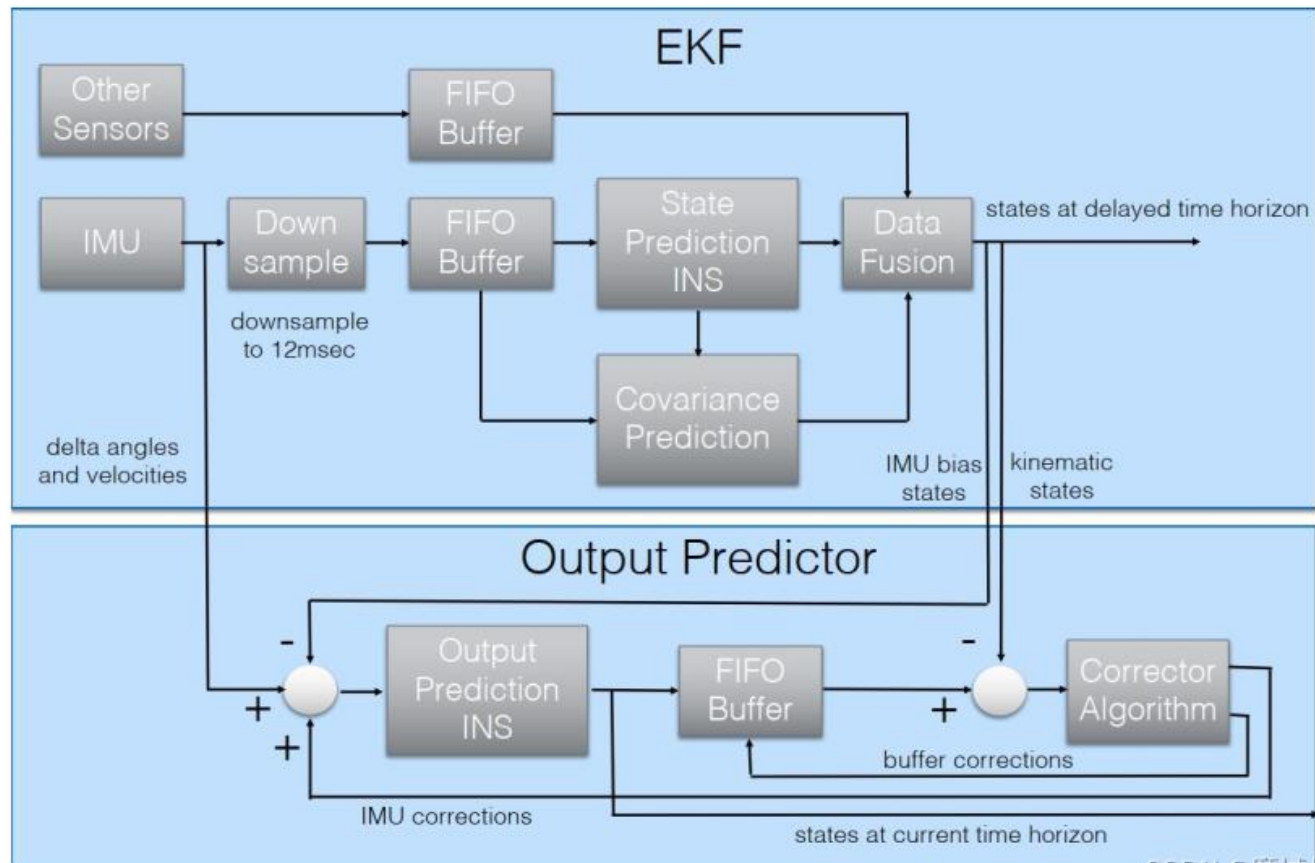 EKF
Other
Sensors
FIFO
Buffer
IMU
Down
sample
FIFO
Buffer
State
Prediction
INS
Data
Fusion
states at delayed time horizon
downsample
to 12msec
Covariance
Prediction
delta angles
and velocities
IMU bias
states
kinematic
states
Output Predictor
-
+
+
Output
Prediction
INS
FIFO
Buffer
-
+
Corrector
Algorithm
buffer corrections
IMU corrections
states at current time horizon